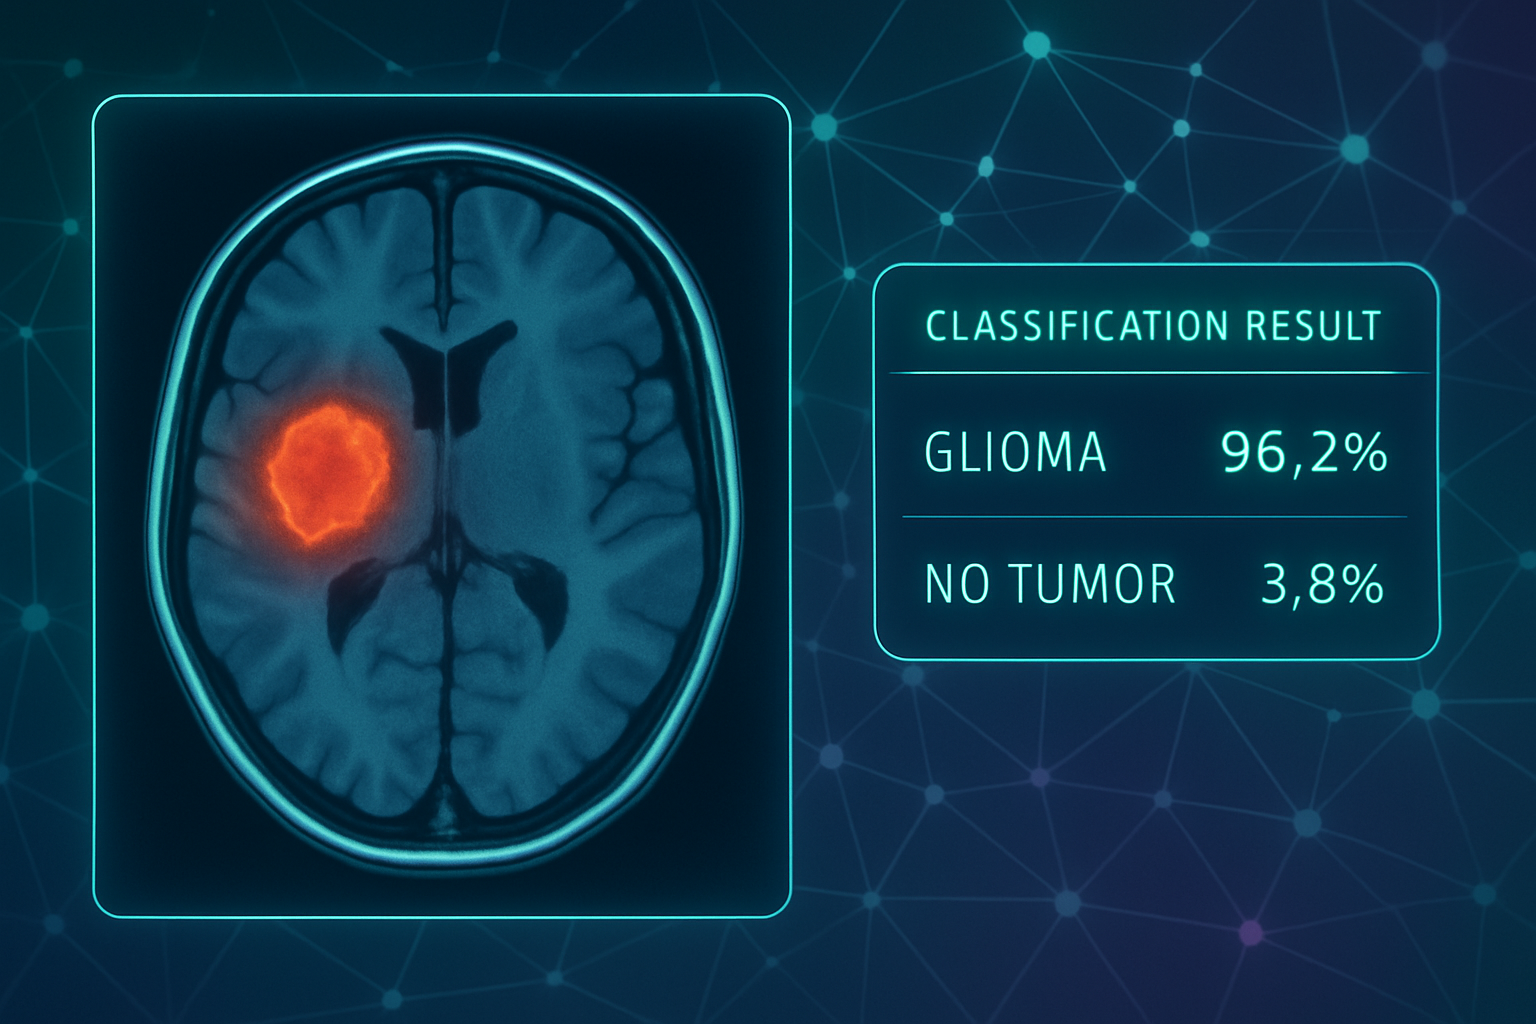 CLASSIFICATION RESULT
GLIOMA 96,2%
NO TUMOR 3,8%